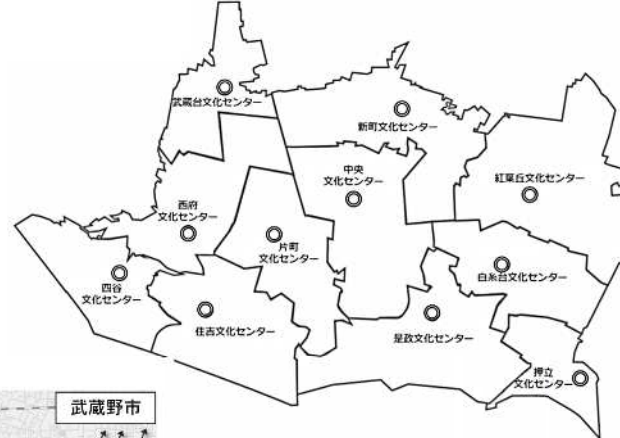 武蔵台文化センター
新町文化センター
中央
文化センター
紅葉丘文化センター
西府
文化センター
片町
文化センター
四谷
文化センター
白糸台文化センター
住吉文化センター
是政文化センター
押立
文化センター
武蔵野市